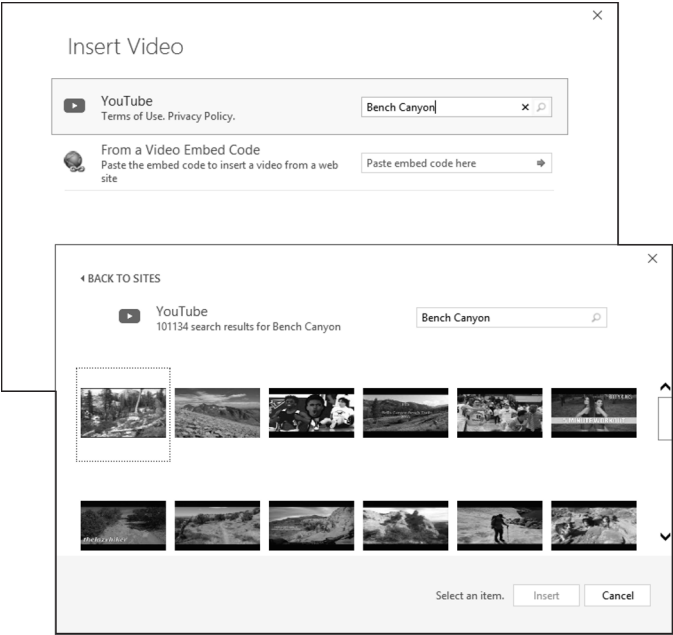 Insert Video
YouTube
Terms of Use. Privacy Policy.
Bench Canyon
From a Video Embed Code
Paste the embed code to insert a video from a web
site
Paste embed code here
BACK TO SITES
YouTube
101134 search results for Bench Canyon
Bench Canyon
thelazyhiker
Select an item.
Insert
Cancel